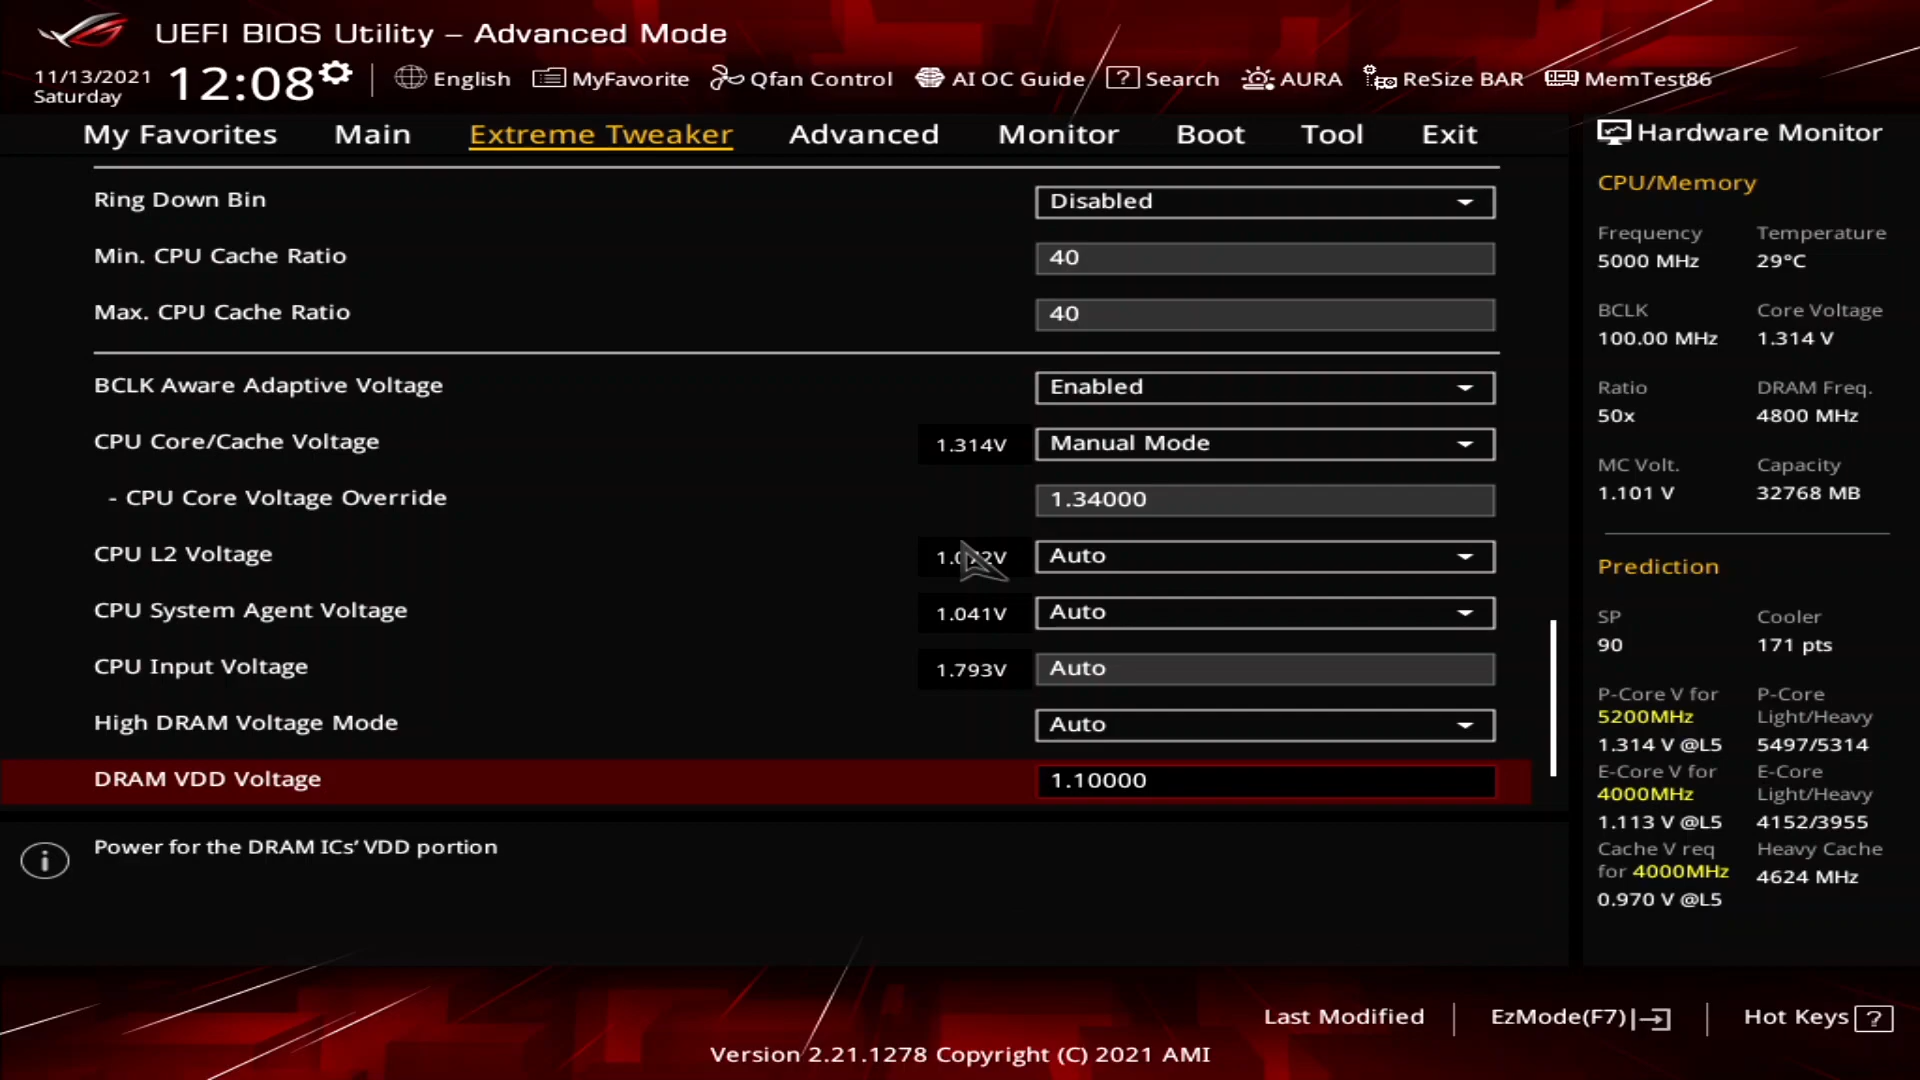 UEFI BIOS Utility – Advanced Mode
11/13/2021
Saturday
12:08
English
MyFavorite
Qfan Control
AI OC Guide
? Search
AURA
ReSize BAR
MemTest86
My Favorites
Main
Extreme Tweaker
Advanced
Monitor
Boot
Tool
Exit
Ring Down Bin
Disabled
Min. CPU Cache Ratio
40
Max. CPU Cache Ratio
40
BCLK Aware Adaptive Voltage
Enabled
CPU Core/Cache Voltage
1.314V
Manual Mode
- CPU Core Voltage Override
1.34000
CPU L2 Voltage
Auto
CPU System Agent Voltage
1.041V
Auto
CPU Input Voltage
1.793V
Auto
High DRAM Voltage Mode
Auto
DRAM VDD Voltage
1.10000
Power for the DRAM ICs' VDD portion
Hardware Monitor
CPU/Memory
Frequency
5000 MHz
Temperature
29°C
BCLK
100.00 MHz
Core Voltage
1.314 V
Ratio
50x
DRAM Freq.
4800 MHz
MC Volt.
1.101 V
Capacity
32768 MB
Prediction
SP
90
Cooler
171 pts
P-Core V for
5200MHz
1.314 V @L5
P-Core
Light/Heavy
5497/5314
E-Core V for
4000MHz
1.113 V @L5
E-Core
Light/Heavy
4152/3955
Cache V req
for 4000MHz
0.970 V @L5
Heavy Cache
4624 MHz
Last Modified
EzMode(F7)
Hot Keys ?
Version 2.21.1278 Copyright (C) 2021 AMI